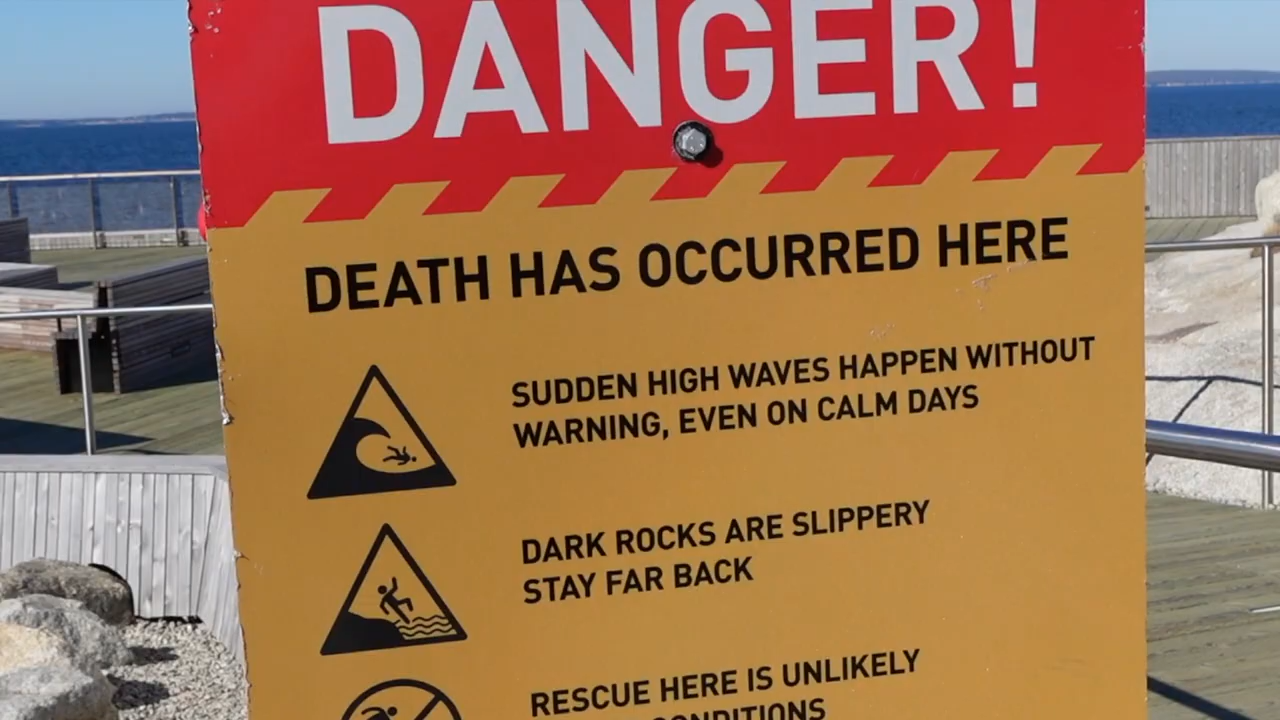 DANGER!
DEATH HAS OCCURRED HERE
SUDDEN HIGH WAVES HAPPEN WITHOUT
WARNING, EVEN ON CALM DAYS
DARK ROCKS ARE SLIPPERY
STAY FAR BACK
RESCUE HERE IS UNLIKELY
CONDITIONS